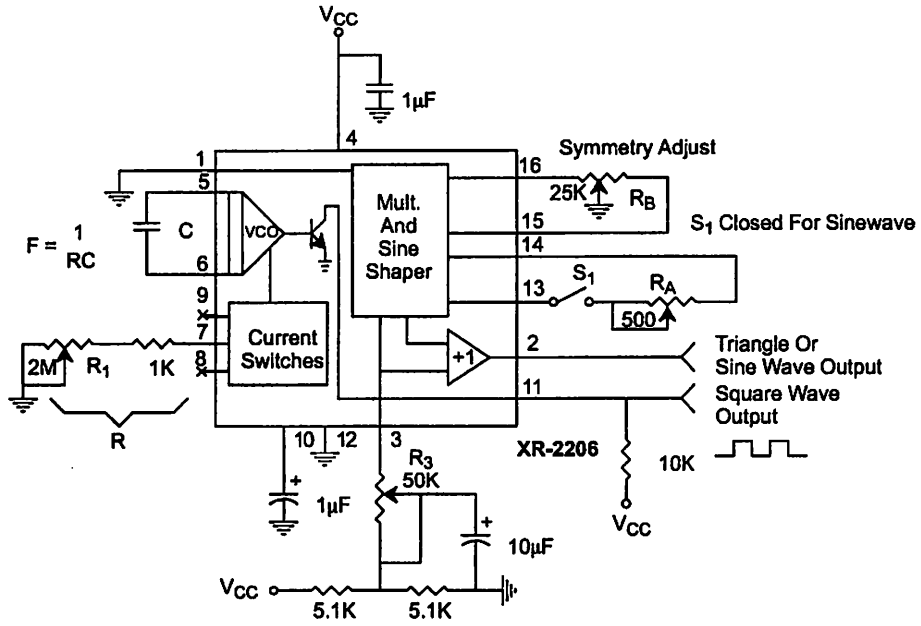 VCC
1µF
4
1
16
Symmetry Adjust
5
25K
RB
Mult.
And
Sine
Shaper
15
S1 Closed For Sinewave
C
VCO
14
F = 1
RC
6
13
S1
RA
500
9
7
Current
Switches
+1
2
Triangle Or
Sine Wave Output
2M
R1
1K
8
11
Square Wave
Output
R
10
12
3
XR-2206
10K
R3
50K
1µF
+
+
10µF
VCC
VCC
5.1K
5.1K